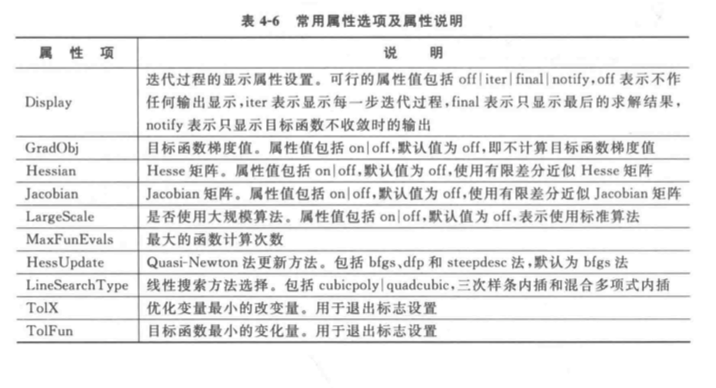 表 4-6 常用属性选项及属性说明
属 性 项 说 明
Display 迭代过程的显示属性设置。可行的属性值包括 off|iter|final|notify,off 表示不作
任何输出显示,iter 表示显示每一步迭代过程,final 表示只显示最后的求解结果,
notify 表示只显示目标函数不收敛时的输出
GradObj 目标函数梯度值。属性值包括 on|off,默认值为 off,即不计算目标函数梯度值
Hessian Hesse 矩阵。属性值包括 on|off,默认值为 off,使用有限差分近似 Hesse 矩阵
Jacobian Jacobian 矩阵。属性值包括 on|off,默认值为 off,使用有限差分近似 Jacobian 矩阵
LargeScale 是否使用大规模算法。属性值包括 on|off,默认值为 off,表示使用标准算法
MaxFunEvals 最大的函数计算次数
HessUpdate Quasi-Newton 法更新方法。包括 bfgs、dfp 和 steepdesc 法,默认为 bfgs 法
LineSearchType 线性搜索方法选择。包括 cubicpoly|quadcubic,三次样条内插和混合多项式内插
TolX 优化变量最小的改变量。用于退出标志设置
TolFun 目标函数最小的变化量。用于退出标志设置